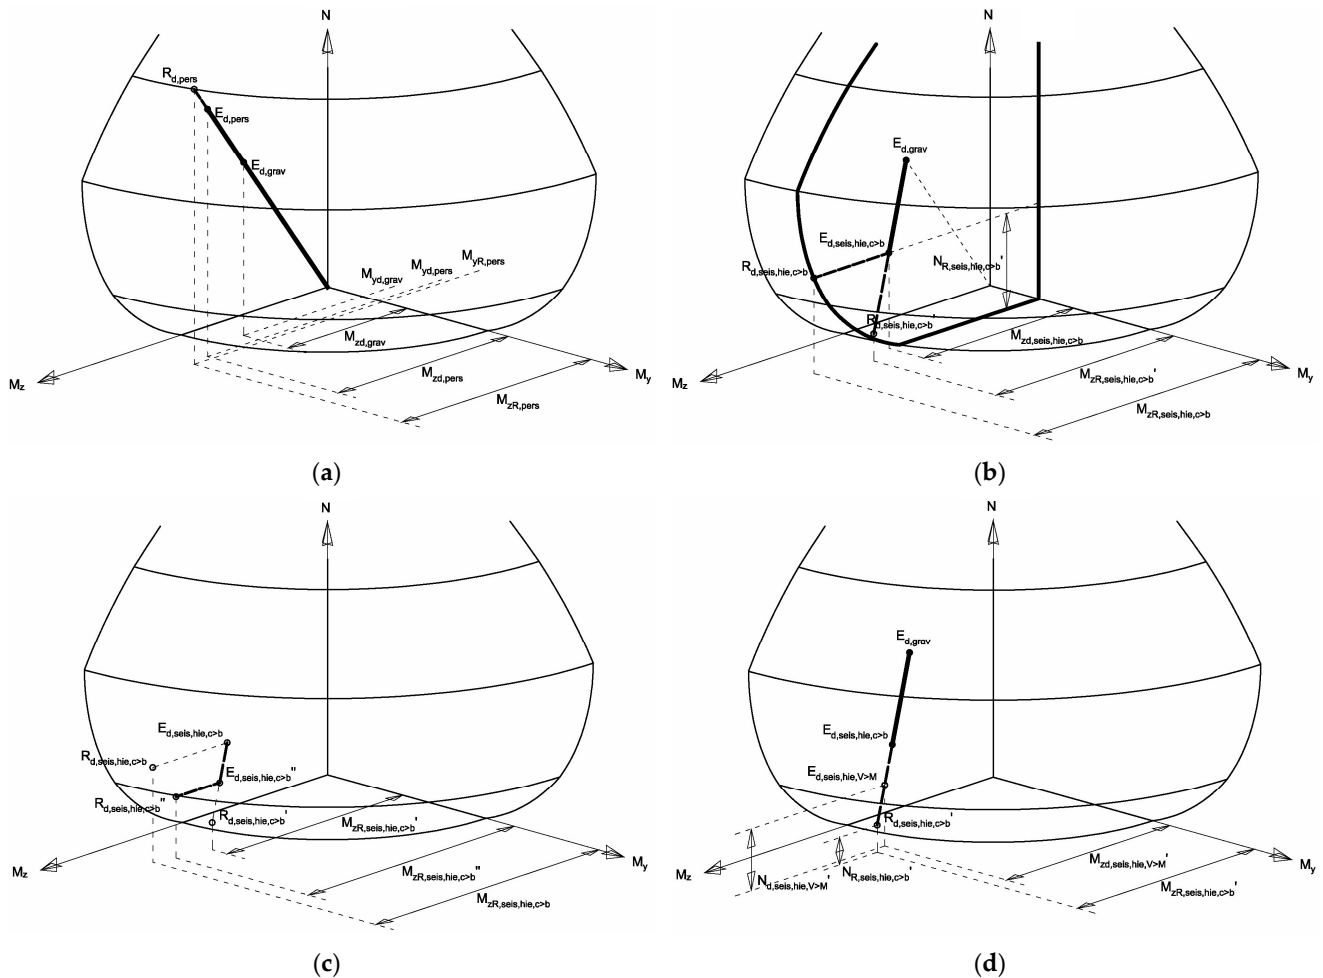 N
R_d,pers
E_d,pers
E_d,grav
M_yR,pers
M_yd,pers
M_yd,grav
M_zd,grav
M_zd,pers
M_zR,pers
M_z
M_y
(a)
N
E_d,grav
E_d,seis,hie,c>b
R_d,seis,hie,c>b
N_R,seis,hie,c>b'
R_d,seis,hie,c>b'
M_zd,seis,hie,c>b
M_zR,seis,hie,c>b'
M_zR,seis,hie,c>b
M_z
M_y
(b)
N
E_d,seis,hie,c>b
R_d,seis,hie,c>b
E_d,seis,hie,c>b''
R_d,seis,hie,c>b''
R_d,seis,hie,c>b'
M_zR,seis,hie,c>b'
M_zR,seis,hie,c>b''
M_zR,seis,hie,c>b
M_z
M_y
(c)
N
E_d,grav
E_d,seis,hie,c>b
E_d,seis,hie,V>M
R_d,seis,hie,c>b'
M_zd,seis,hie,V>M'
N_d,seis,hie,V>M'
N_R,seis,hie,c>b'
M_zR,seis,hie,c>b'
M_z
M_y
(d)